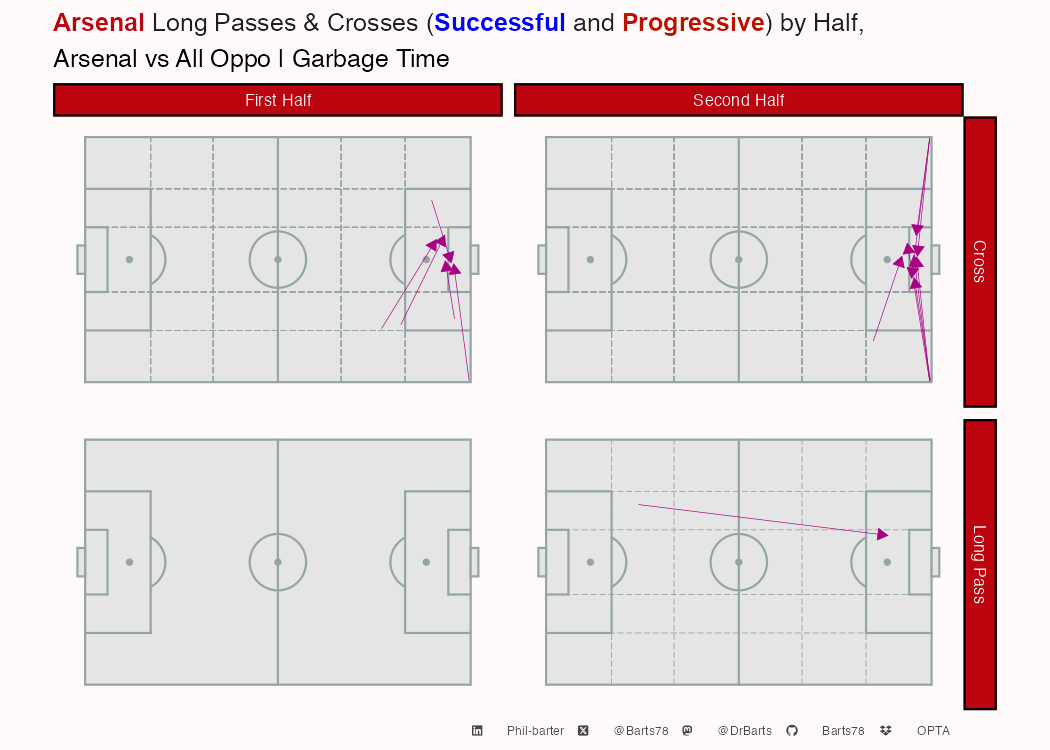 Arsenal Long Passes & Crosses (Successful and Progressive) by Half,
Arsenal vs All Oppo | Garbage Time
First Half
Second Half
Cross
Long Pass
Phil-barter @Barts78 @DrBarts Barts78 OPTA